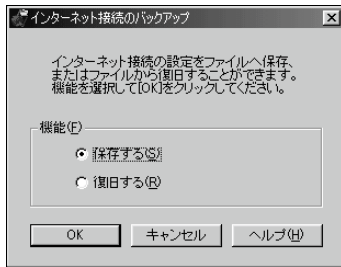 インターネット接続のバックアップ
インターネット接続の設定をファイルへ保存、
またはファイルから復旧することができます。
機能を選択して[OK]をクリックしてください。
機能(F)
保存する(S)
復旧する(R)
OK キャンセル ヘルプ(H)